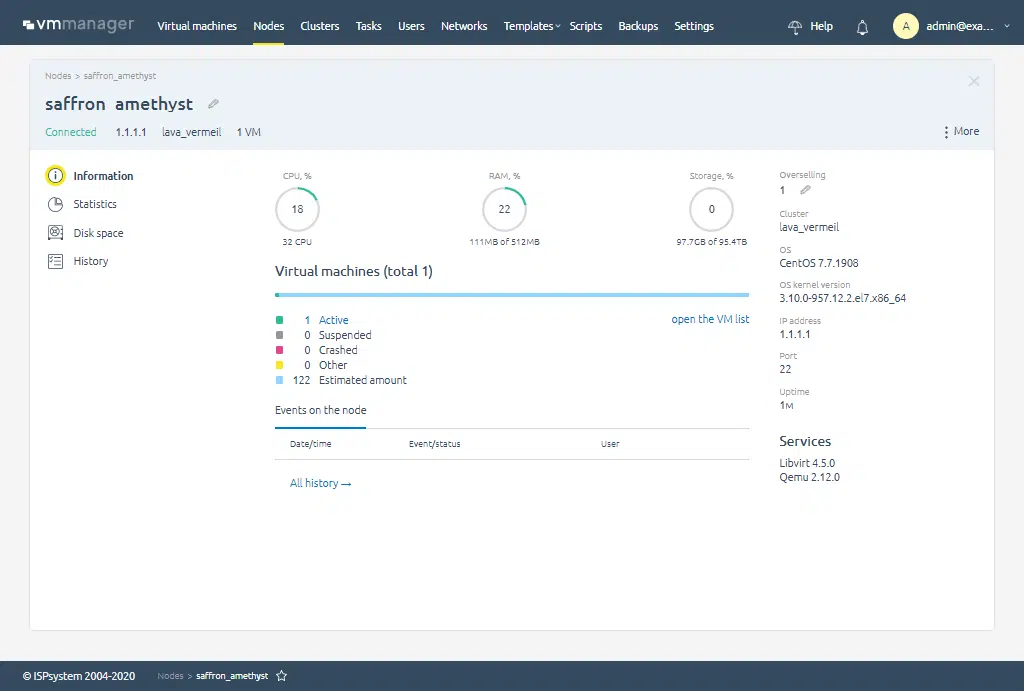 vmmanager Virtual machines Nodes Clusters Tasks Users Networks Templates Scripts Backups Settings Help A admin@exa...
Nodes > saffron_amethyst
saffron amethyst
Connected 1.1.1.1 lava_vermeil 1 VM More
Information
Statistics
Disk space
History
CPU, % RAM, % Storage, %
18 22 0
32 CPU 111MB of 512MB 97.7GB of 95.4TB
Virtual machines (total 1)
1 Active open the VM list
0 Suspended
0 Crashed
0 Other
122 Estimated amount
Events on the node
Date/time Event/status User
All history →
Overselling
1
Cluster
lava_vermeil
OS
CentOS 7.7.1908
OS kernel version
3.10.0-957.12.2.el7.x86_64
IP address
1.1.1.1
Port
22
Uptime
1м
Services
Libvirt 4.5.0
Qemu 2.12.0
© ISPsystem 2004-2020 Nodes > saffron_amethyst